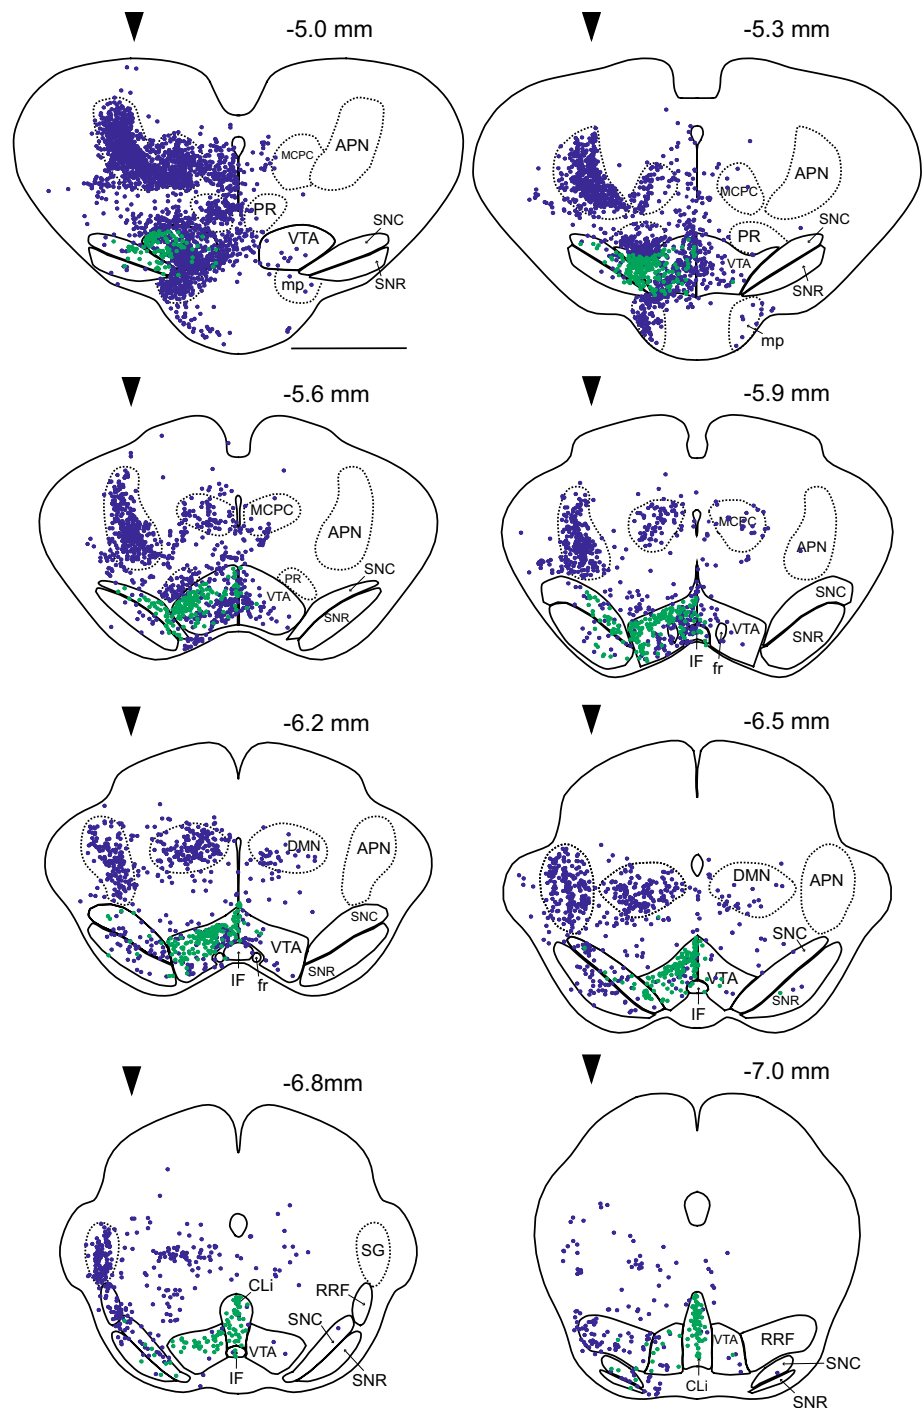 -5.0 mm
MCPC
APN
PR
SNC
VTA
mp
SNR
-5.3 mm
MCPC
APN
SNC
PR
VTA
SNR
mp
-5.6 mm
MCPC
APN
SNC
PR
VTA
SNR
-5.9 mm
MCPC
APN
SNC
VTA
SNR
IF
fr
-6.2 mm
DMN
APN
SNC
VTA
SNR
IF
fr
-6.5 mm
DMN
APN
SNC
VTA
SNR
IF
-6.8mm
SG
CLi
RRF
SNC
VTA
IF
SNR
-7.0 mm
VTA
RRF
SNC
CLi
SNR